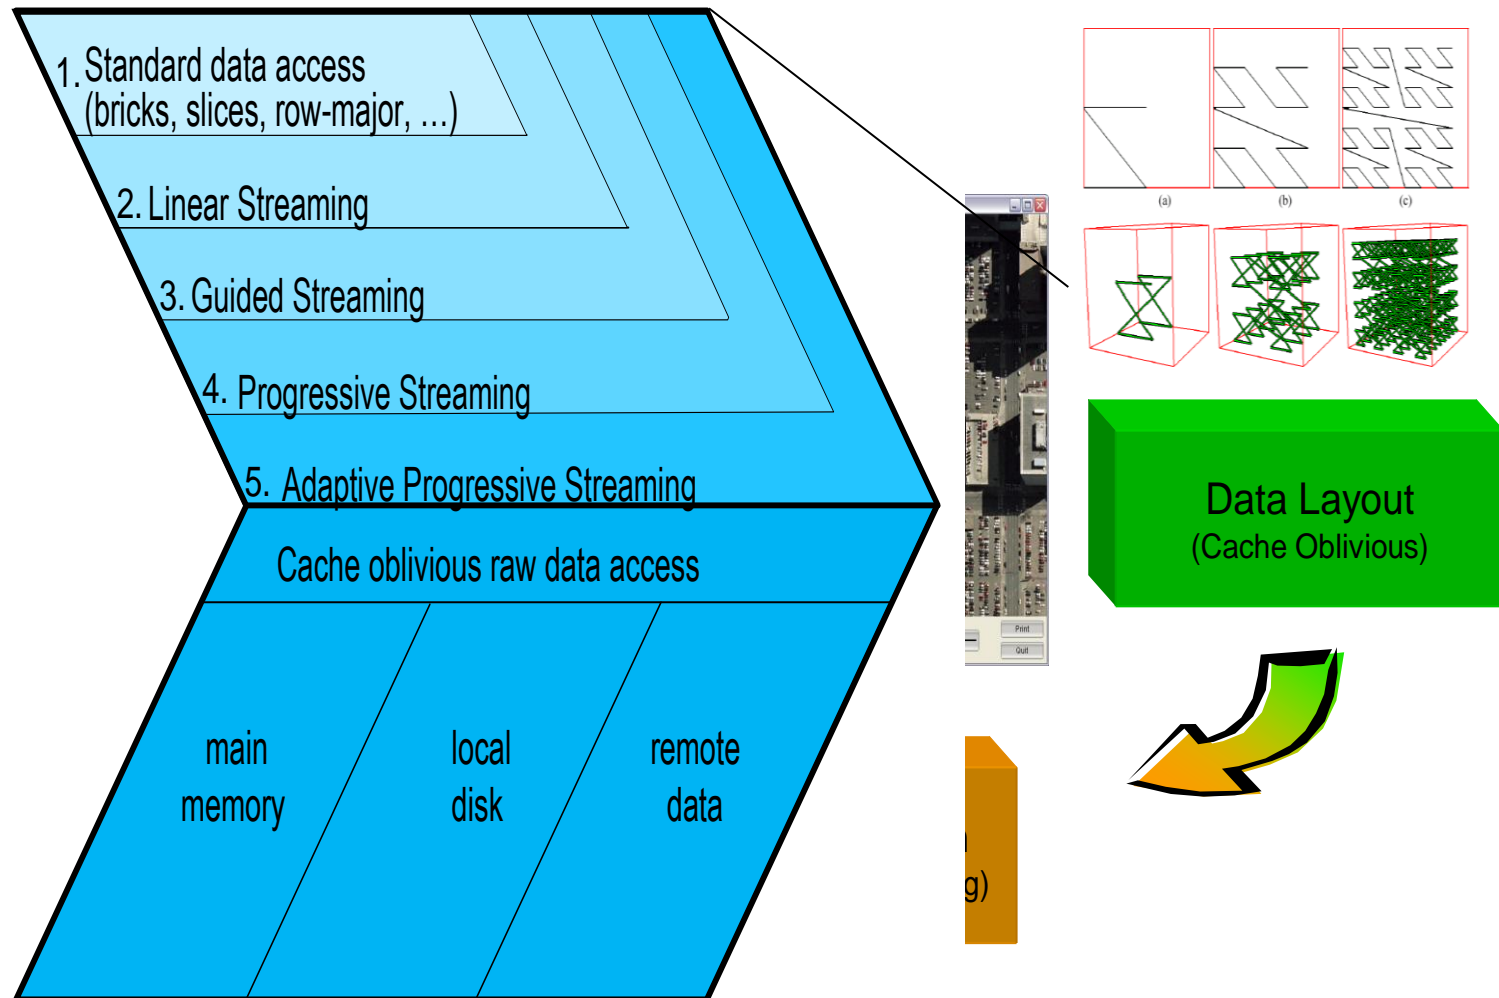 1. Standard data access
(bricks, slices, row-major, …)
2. Linear Streaming
3. Guided Streaming
4. Progressive Streaming
5. Adaptive Progressive Streaming
Cache oblivious raw data access
main
memory
local
disk
remote
data
(a)
(b)
(c)
Data Layout
(Cache Oblivious)
Print
Quit
g)